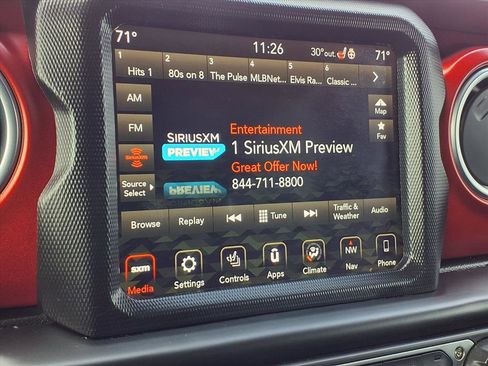 71° 11:26 30°out. 71°
1 2 3 4 5 6
Hits 1 80s on 8 The Pulse MLBNet... Elvis Ra... Classic ...
AM
Map
FM
Fav
SIRIUSXM
PREVIEW
Entertainment
1 SiriusXM Preview
Great Offer Now!
844-711-8800
SiriusXM
Source
Select
Browse Replay Tune Traffic &
Weather Audio
sxm Ū NW
Media Settings Controls Apps Climate Nav Phone